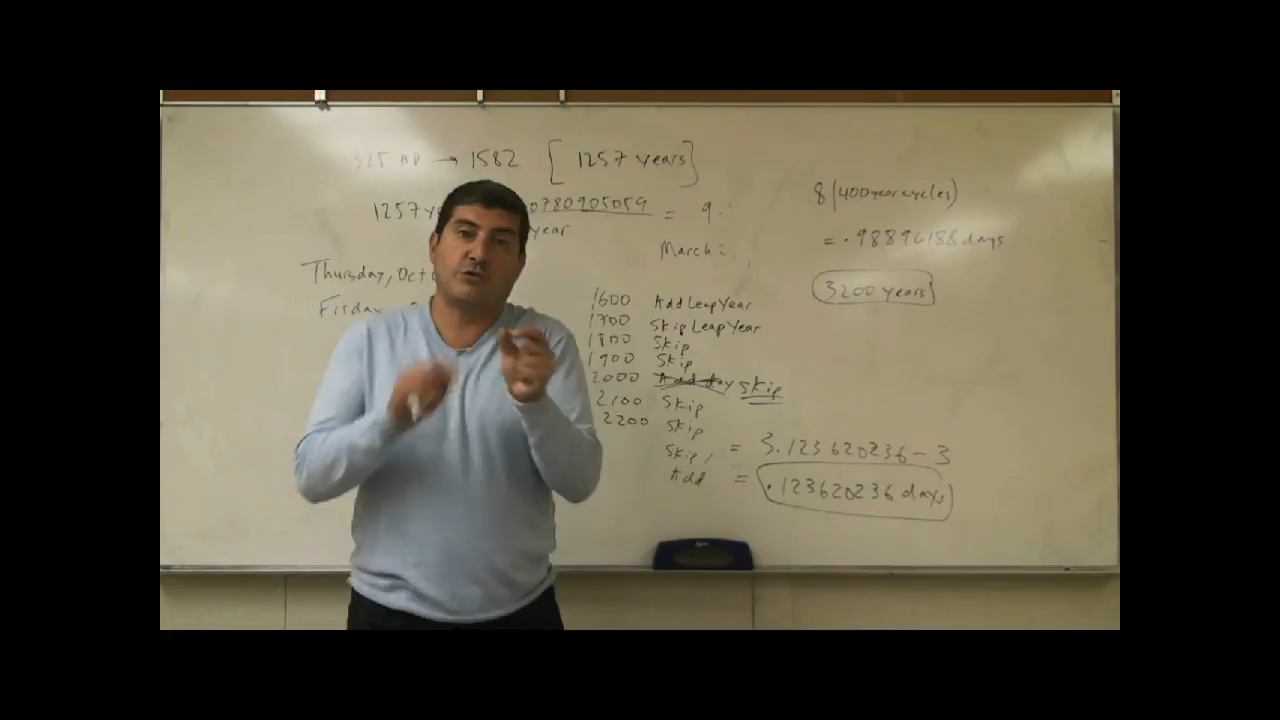 325 AD → 1582 [1257 years]
1257 y 0780905059 = 9.
year
March 2
Thursday, Oct
Firday
1600 Add Leap Year
1700 Skip Leap Year
1800 Skip
1900 Skip
2000 Add day Skip
2100 Skip
2200 Skip
Skip
Add
8 (400 year cycles)
= .98896188 days
3200 years
= 3.123620236 - 3
= .123620236 days